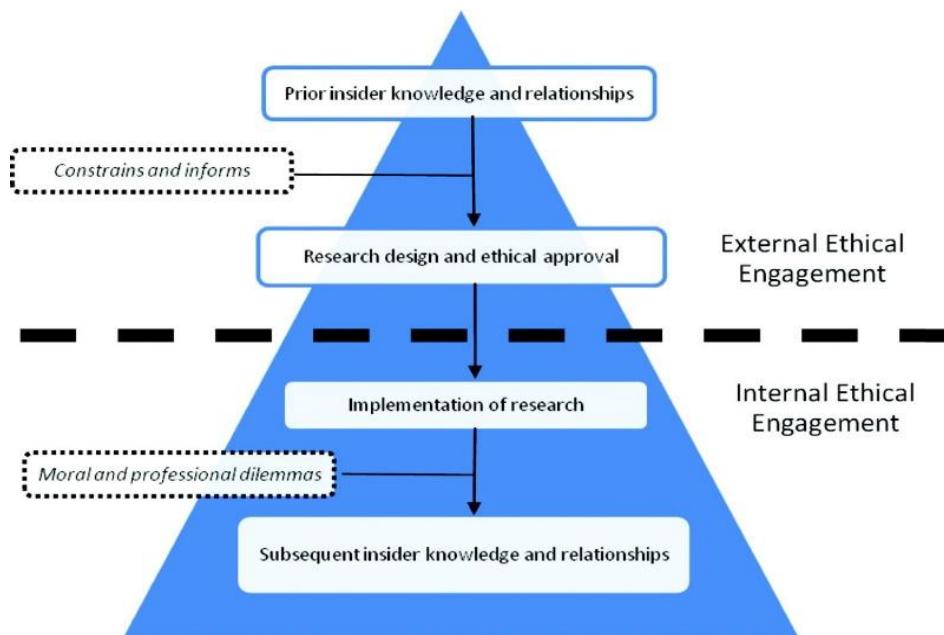 Prior insider knowledge and relationships
Constrains and informs
Research design and ethical approval
External Ethical
Engagement
Implementation of research
Internal Ethical
Engagement
Moral and professional dilemmas
Subsequent insider knowledge and relationships